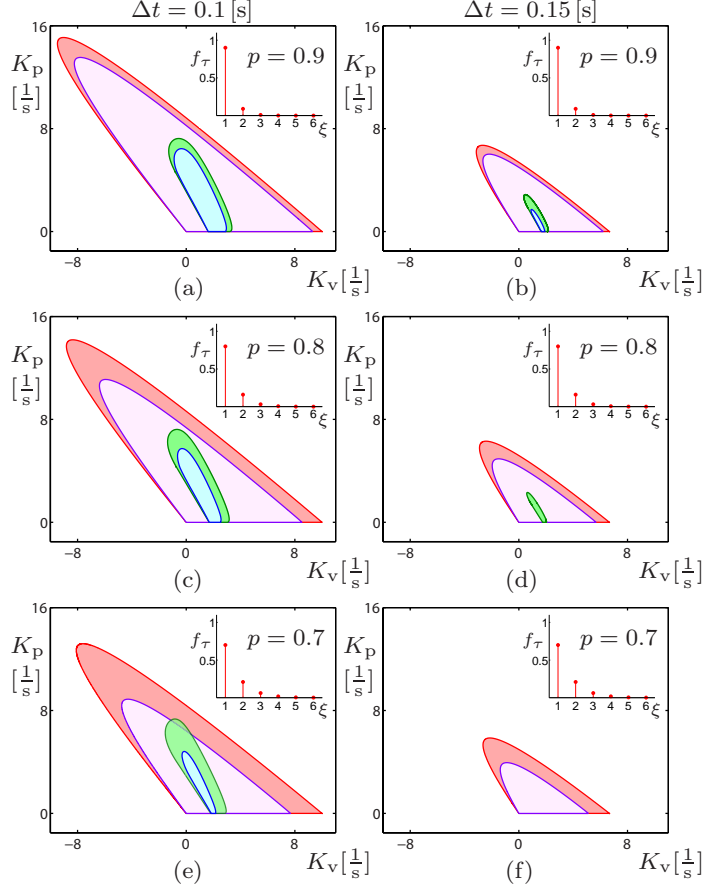 Δt = 0.1 [s]
Δt = 0.15 [s]
16
K_p
[1/s]
8
0
−8
0
8
K_v [1/s]
f_τ
1
0.5
p = 0.9
1 2 3 4 5 6
ξ
(a)
16
K_p
[1/s]
8
0
−8
0
8
K_v [1/s]
f_τ
1
0.5
p = 0.9
1 2 3 4 5 6
ξ
(b)
16
K_p
[1/s]
8
0
−8
0
8
K_v [1/s]
f_τ
1
0.5
p = 0.8
1 2 3 4 5 6
ξ
(c)
16
K_p
[1/s]
8
0
−8
0
8
K_v [1/s]
f_τ
1
0.5
p = 0.8
1 2 3 4 5 6
ξ
(d)
16
K_p
[1/s]
8
0
−8
0
8
K_v [1/s]
f_τ
1
0.5
p = 0.7
1 2 3 4 5 6
ξ
(e)
16
K_p
[1/s]
8
0
−8
0
8
K_v [1/s]
f_τ
1
0.5
p = 0.7
1 2 3 4 5 6
ξ
(f)